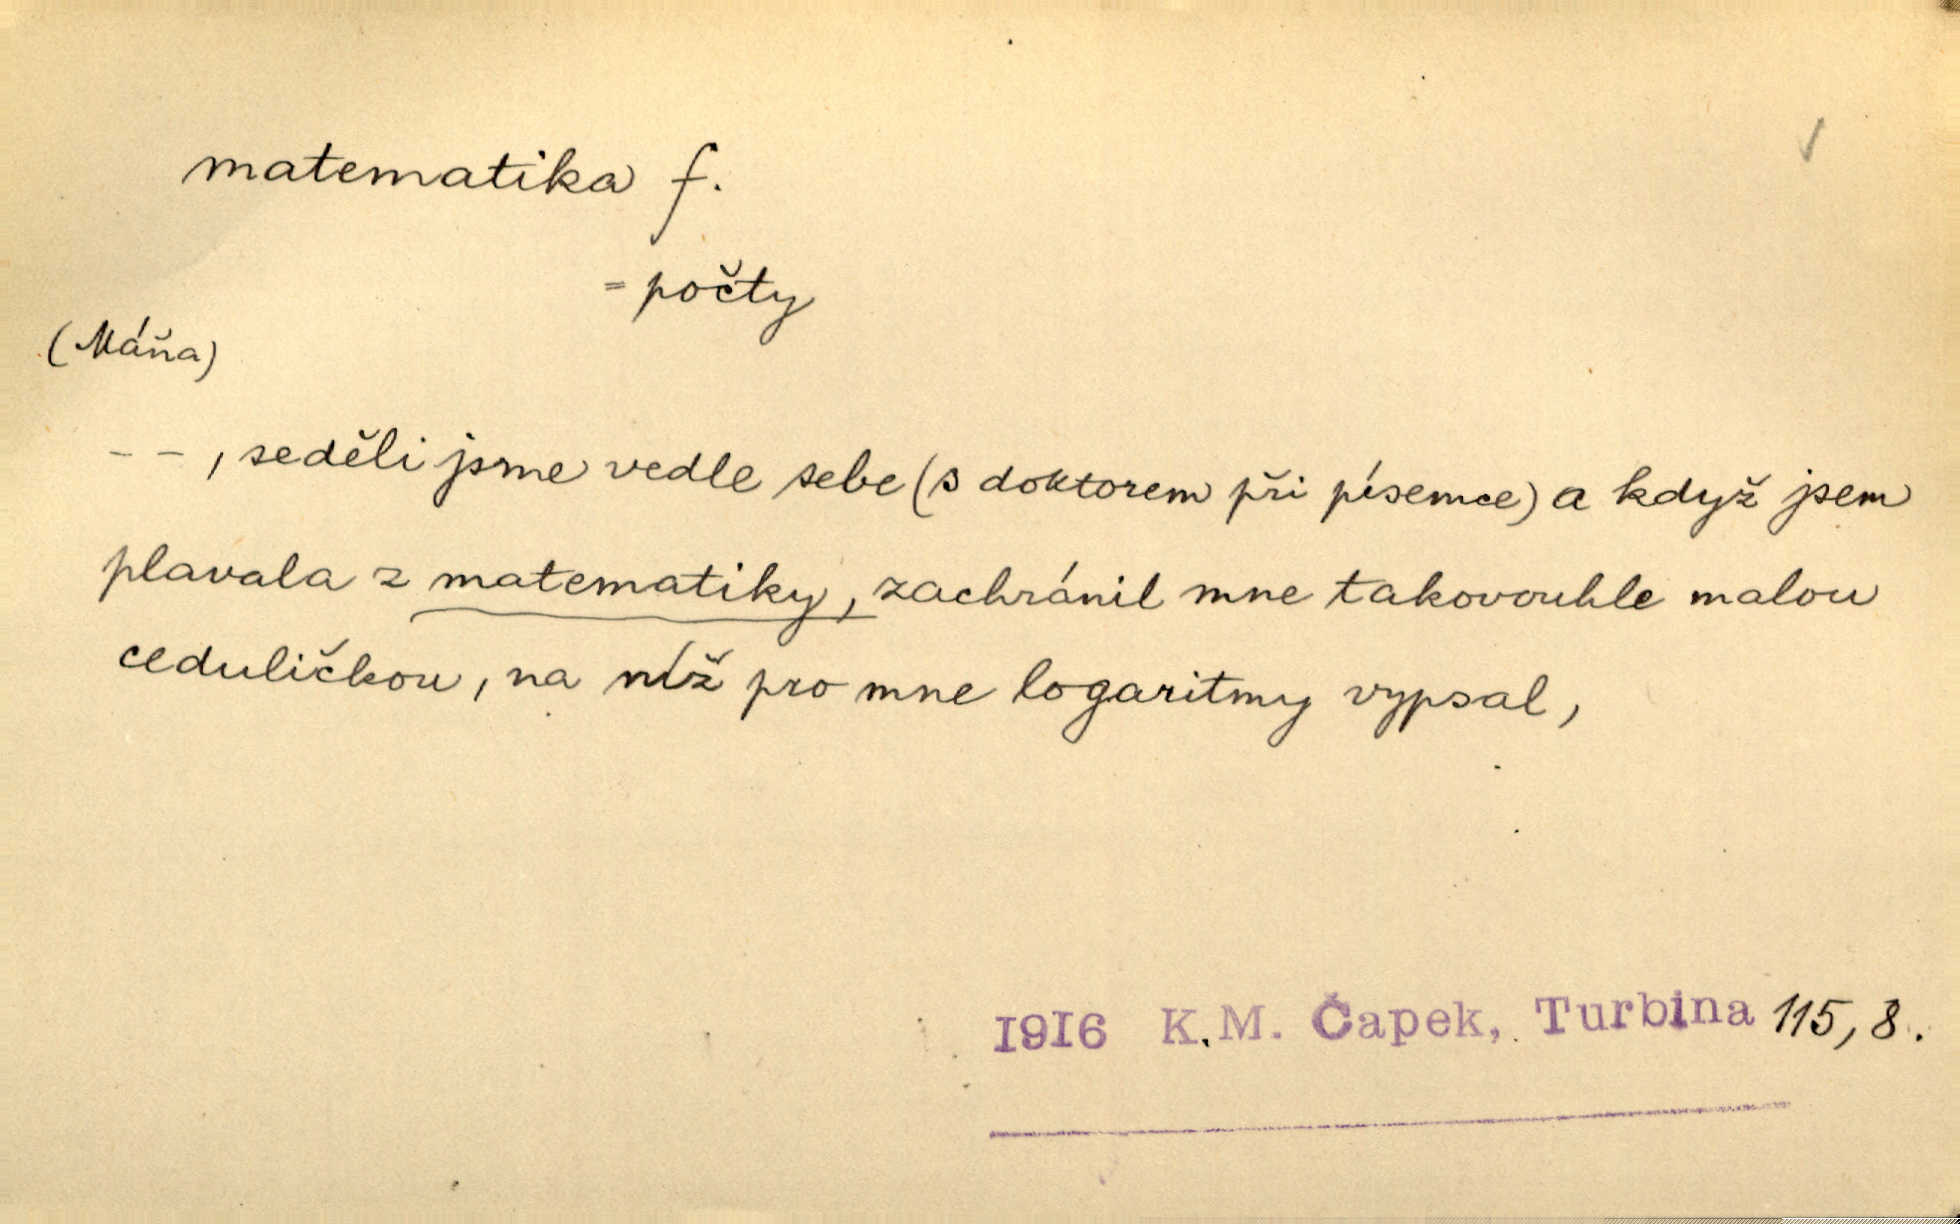 matematika f.
= počty
(Máňa)
- - , seděli jsme vedle sebe (s doktorem při písemce) a když jsem
plavala z matematiky, zachránil mne takovouhle malou
ceduličkou, na níž pro mne logaritmy vypsal,
1916 K.M. Čapek, Turbina 115, 8.